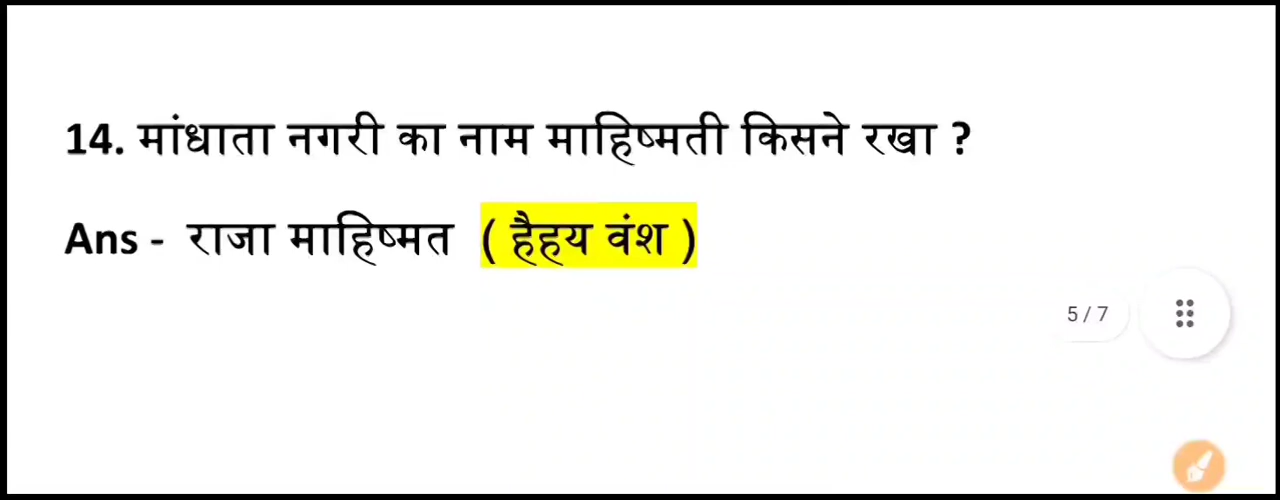 14. मांधाता नगरी का नाम माहिष्मती किसने रखा ?
Ans - राजा माहिष्मत ( हैहय वंश )
5 / 7